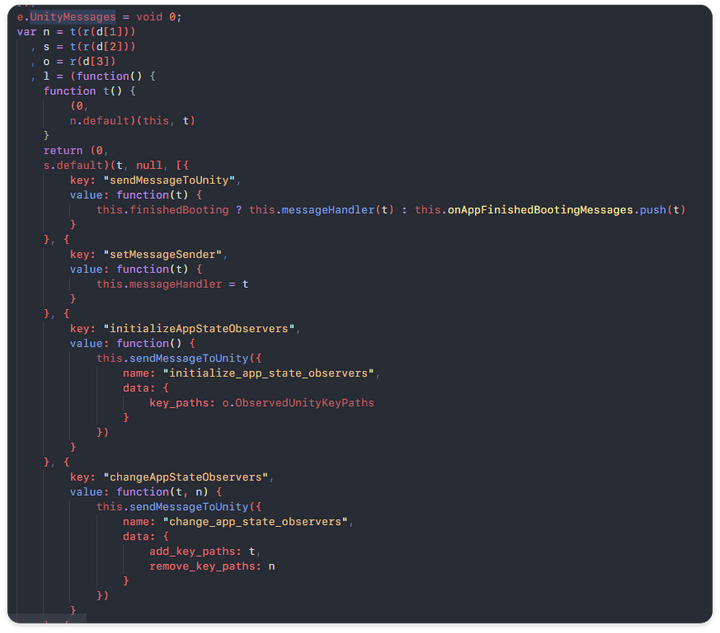 e.UnityMessages = void 0;
var n = t(r(d[1]))
  , s = t(r(d[2]))
  , o = r(d[3])
  , l = (function() {
    function t() {
        (0,
        n.default)(this, t)
    }
    return (0,
    s.default)(t, null, [{
        key: "sendMessageToUnity",
        value: function(t) {
            this.finishedBooting ? this.messageHandler(t) : this.onAppFinishedBootingMessages.push(t)
        }
    }, {
        key: "setMessageSender",
        value: function(t) {
            this.messageHandler = t
        }
    }, {
        key: "initializeAppStateObservers",
        value: function() {
            this.sendMessageToUnity({
                name: "initialize_app_state_observers",
                data: {
                    key_paths: o.ObservedUnityKeyPaths
                }
            })
        }
    }, {
        key: "changeAppStateObservers",
        value: function(t, n) {
            this.sendMessageToUnity({
                name: "change_app_state_observers",
                data: {
                    add_key_paths: t,
                    remove_key_paths: n
                }
            })
        }